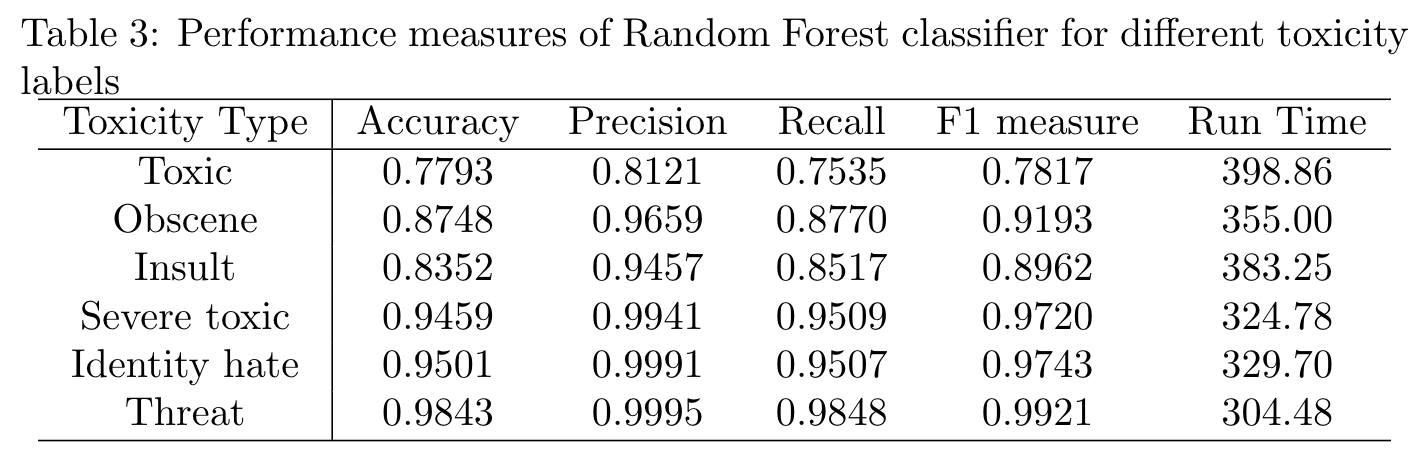 Table 3: Performance measures of Random Forest classifier for different toxicity
labels
Toxicity Type Accuracy Precision Recall F1 measure Run Time
Toxic 0.7793 0.8121 0.7535 0.7817 398.86
Obscene 0.8748 0.9659 0.8770 0.9193 355.00
Insult 0.8352 0.9457 0.8517 0.8962 383.25
Severe toxic 0.9459 0.9941 0.9509 0.9720 324.78
Identity hate 0.9501 0.9991 0.9507 0.9743 329.70
Threat 0.9843 0.9995 0.9848 0.9921 304.48